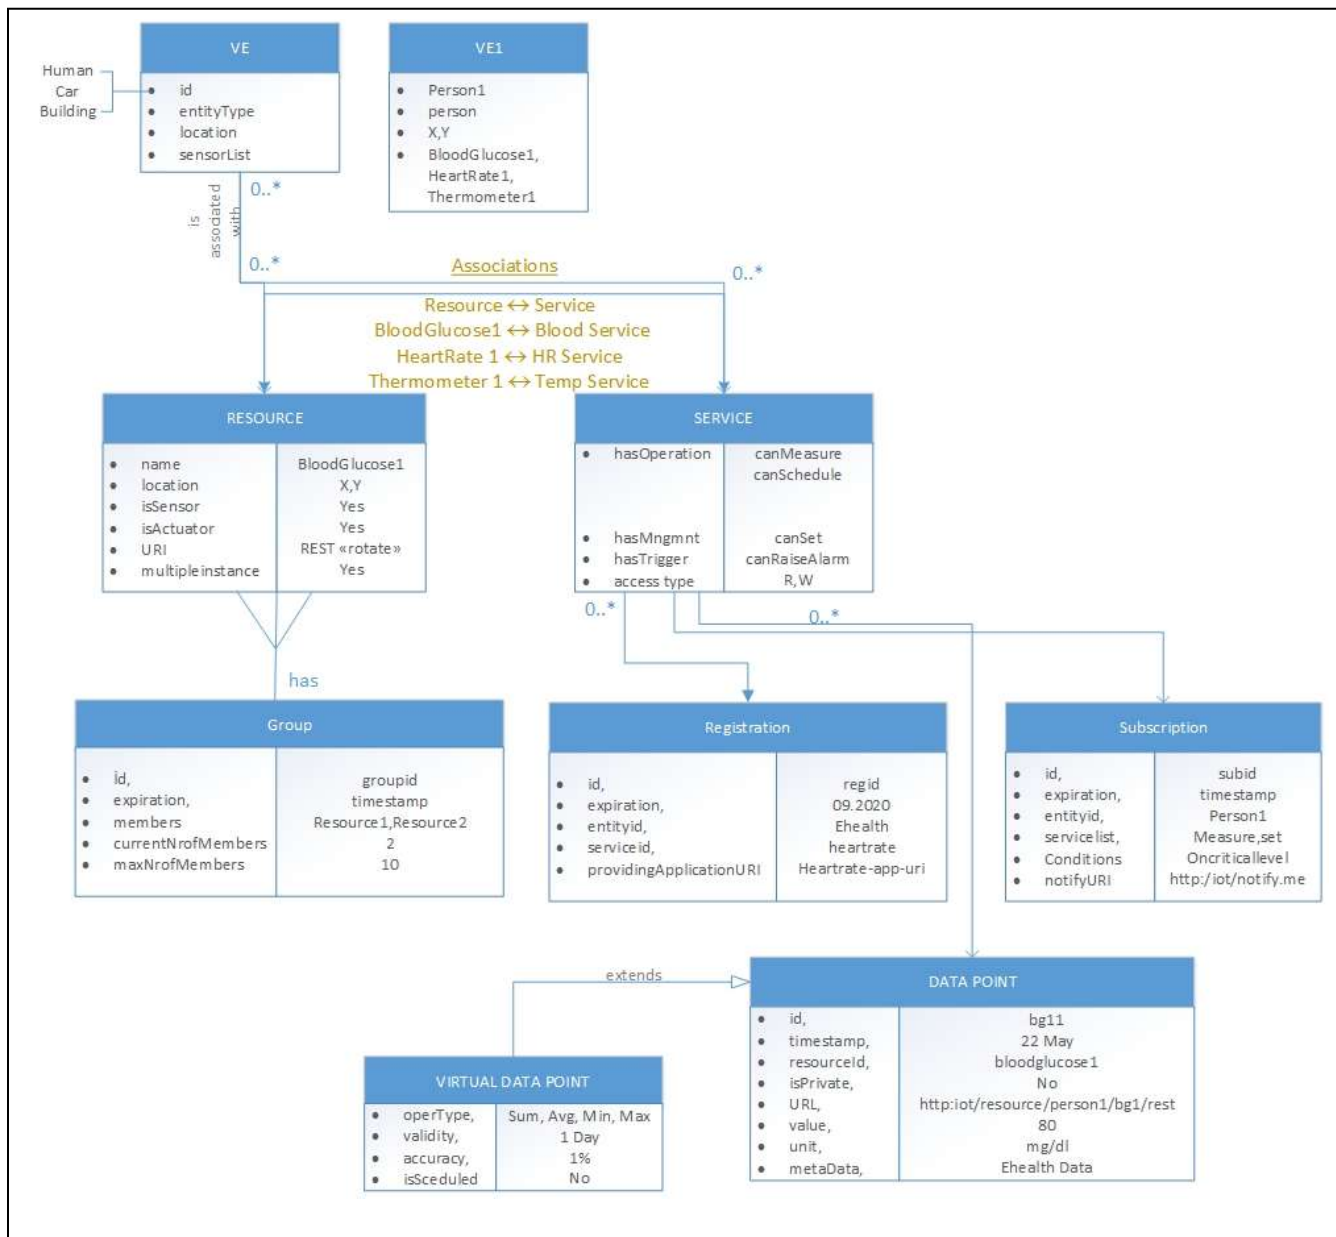 VE
Human
Car
Building
id
entityType
location
sensorList
VE1
Person1
person
X,Y
BloodGlucose1,
HeartRate1,
Thermometer1
0..*
is
assodated
with
0..*
0..*
Associations
Resource ↔ Service
BloodGlucose1 ↔ Blood Service
HeartRate 1 ↔ HR Service
Thermometer 1 ↔ Temp Service
RESOURCE
name BloodGlucose1
location X,Y
isSensor Yes
isActuator Yes
URI REST «rotate»
multipleinstance Yes
SERVICE
hasOperation canMeasure
canSchedule
hasMngmnt canSet
hasTrigger canRaiseAlarm
access type R,W
0..*
0..*
has
Group
id, groupid
expiration, timestamp
members Resource1,Resource2
currentNrofMembers 2
maxNrofMembers 10
Registration
id, regid
expiration, 09.2020
entityid, Ehealth
serviceid, heartrate
providingApplicationURI Heartrate-app-uri
Subscription
id, subid
expiration, timestamp
entityid, Person1
servicelist, Measure,set
Conditions Oncriticallevel
notifyURI http:/iot/notify.me
extends
VIRTUAL DATA POINT
operType, Sum, Avg, Min, Max
validity, 1 Day
accuracy, 1%
isSceduled No
DATA POINT
id, bg11
timestamp, 22 May
resourceId, bloodglucose1
isPrivate, No
URL, http:iot/resource/person1/bg1/rest
value, 80
unit, mg/dl
metaData, Ehealth Data